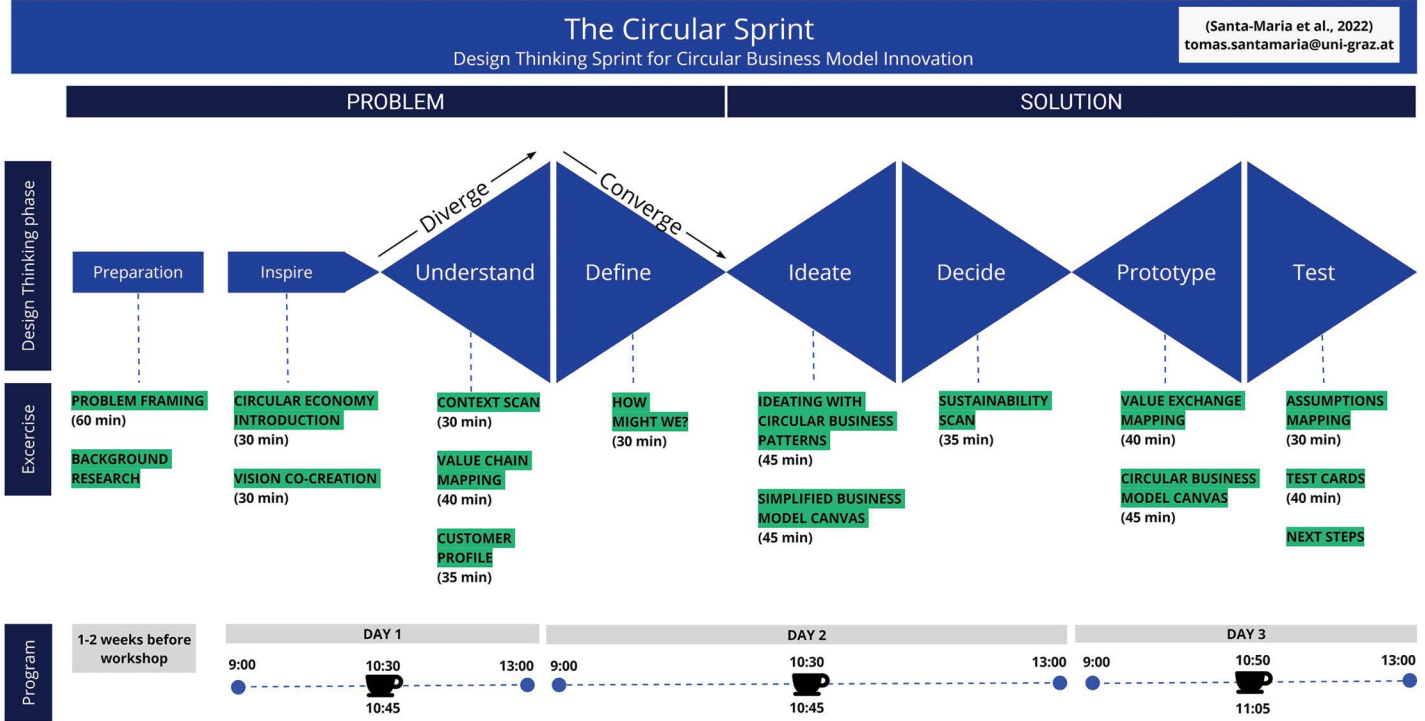 The Circular Sprint
Design Thinking Sprint for Circular Business Model Innovation
(Santa-Maria et al., 2022)
tomas.santamaria@uni-graz.at
PROBLEM
SOLUTION
Design Thinking phase
Diverge
Converge
Preparation
Inspire
Understand
Define
Ideate
Decide
Prototype
Test
Excercise
PROBLEM FRAMING
(60 min)
BACKGROUND
RESEARCH
CIRCULAR ECONOMY
INTRODUCTION
(30 min)
VISION CO-CREATION
(30 min)
CONTEXT SCAN
(30 min)
VALUE CHAIN
MAPPING
(40 min)
CUSTOMER
PROFILE
(35 min)
HOW
MIGHT WE?
(30 min)
IDEATING WITH
CIRCULAR BUSINESS
PATTERNS
(45 min)
SIMPLIFIED BUSINESS
MODEL CANVAS
(45 min)
SUSTAINABILITY
SCAN
(35 min)
VALUE EXCHANGE
MAPPING
(40 min)
CIRCULAR BUSINESS
MODEL CANVAS
(45 min)
ASSUMPTIONS
MAPPING
(30 min)
TEST CARDS
(40 min)
NEXT STEPS
Program
1-2 weeks before
workshop
DAY 1
9:00
10:30
13:00
10:45
DAY 2
9:00
10:30
13:00
10:45
DAY 3
9:00
10:50
13:00
11:05